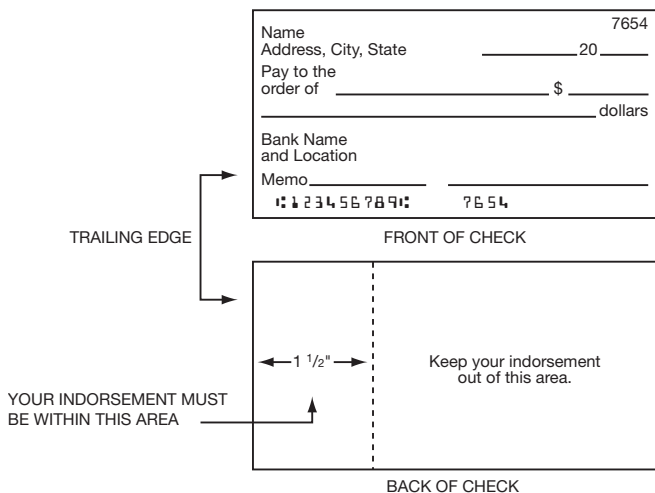 7654
Name
Address, City, State 20
Pay to the
order of $
dollars
Bank Name
and Location
Memo
⑆123456789⑆ 7654
TRAILING EDGE
FRONT OF CHECK
1 1/2"
Keep your indorsement
out of this area.
YOUR INDORSEMENT MUST
BE WITHIN THIS AREA
BACK OF CHECK